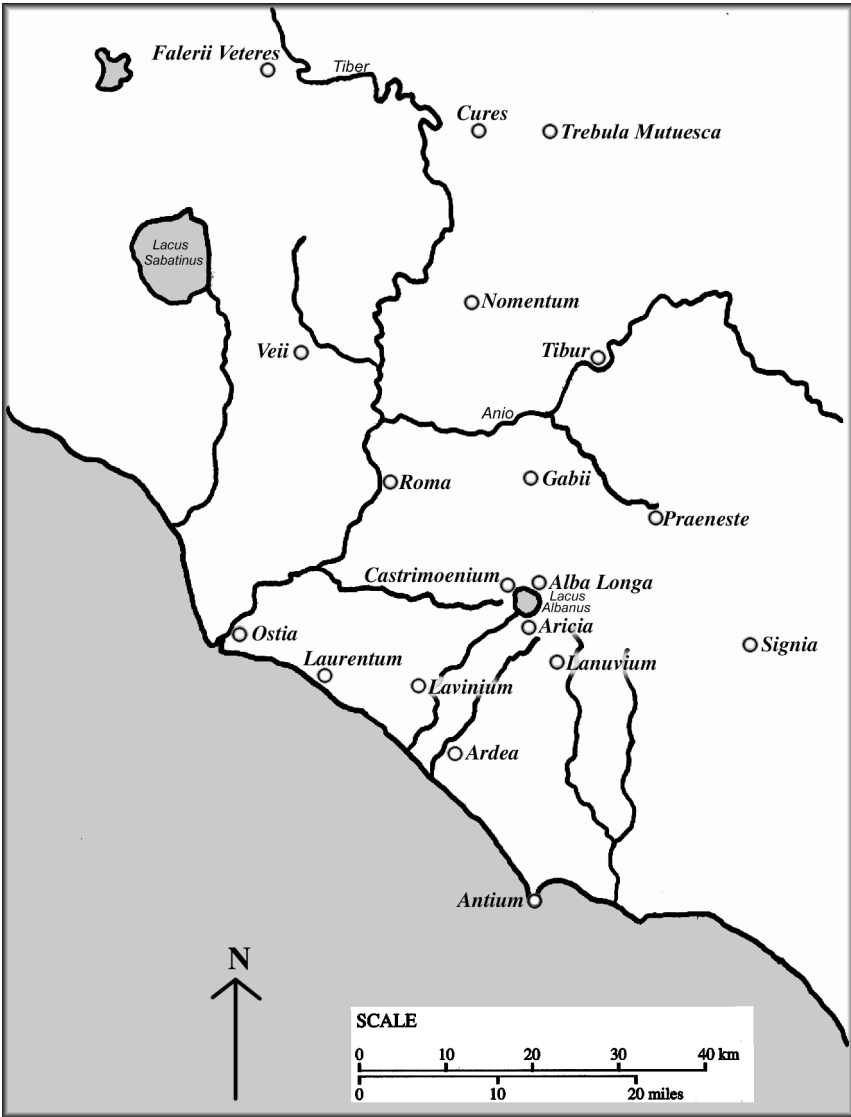 Falerii Veteres
Tiber
Cures
Trebula Mutuesca
Lacus
Sabatinus
Nomentum
Veii
Tibur
Anio
Roma
Gabii
Praeneste
Castrimoenium
Alba Longa
Lacus
Albanus
Aricia
Ostia
Signia
Laurentum
Lanuvium
Lavinium
Ardea
Antium
N
SCALE
0 10 20 30 40 km
0 10 20 miles